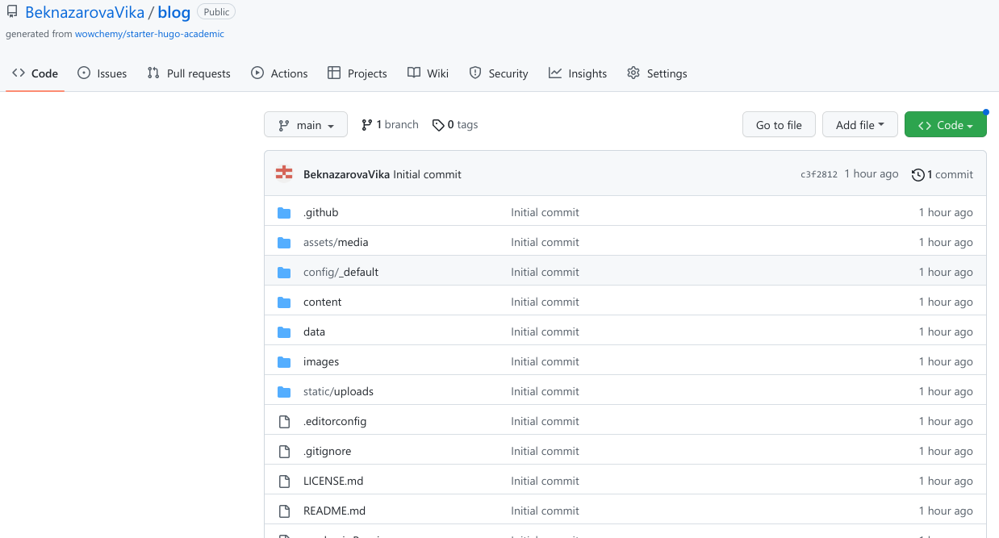 BeknazarovaVika / blog Public
generated from wowchemy/starter-hugo-academic
Code Issues Pull requests Actions Projects Wiki Security Insights Settings
main 1 branch 0 tags Go to file Add file Code
BeknazarovaVika Initial commit c3f2812 1 hour ago 1 commit
.github Initial commit 1 hour ago
assets/media Initial commit 1 hour ago
config/_default Initial commit 1 hour ago
content Initial commit 1 hour ago
data Initial commit 1 hour ago
images Initial commit 1 hour ago
static/uploads Initial commit 1 hour ago
.editorconfig Initial commit 1 hour ago
.gitignore Initial commit 1 hour ago
LICENSE.md Initial commit 1 hour ago
README.md Initial commit 1 hour ago